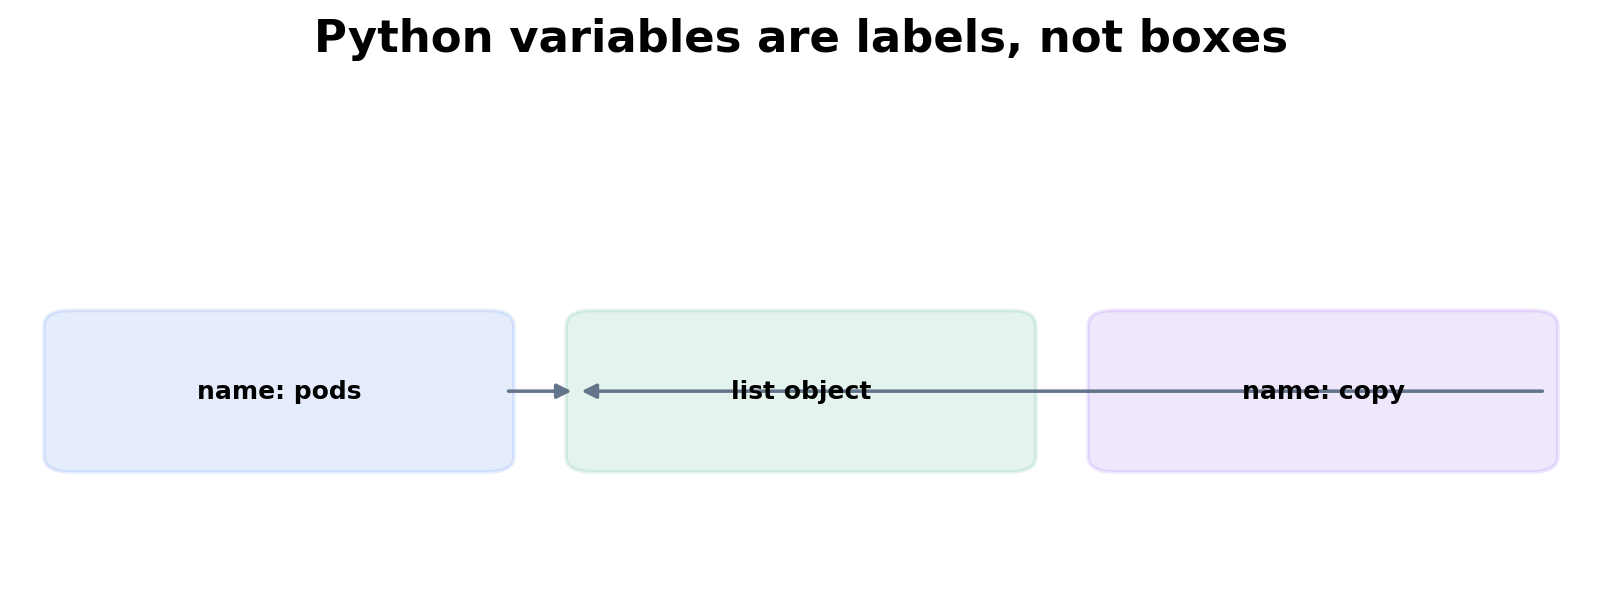 Python variables are labels, not boxes
name: pods
list object
name: copy